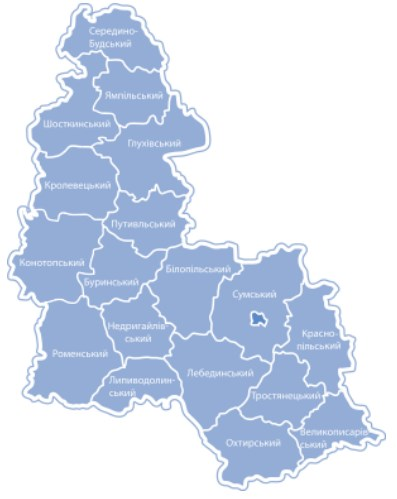 Середино-
Будський
Ямпільський
Шосткинський
Глухівський
Кролевецький
Путивльський
Конотопський
Білопільський
Буринський
Сумський
Недригайлів
ський
Красно-
пільський
Роменський
Лебединський
Липиводолин-
ський
Тростянецький
Великописарів
ський
Охтирський